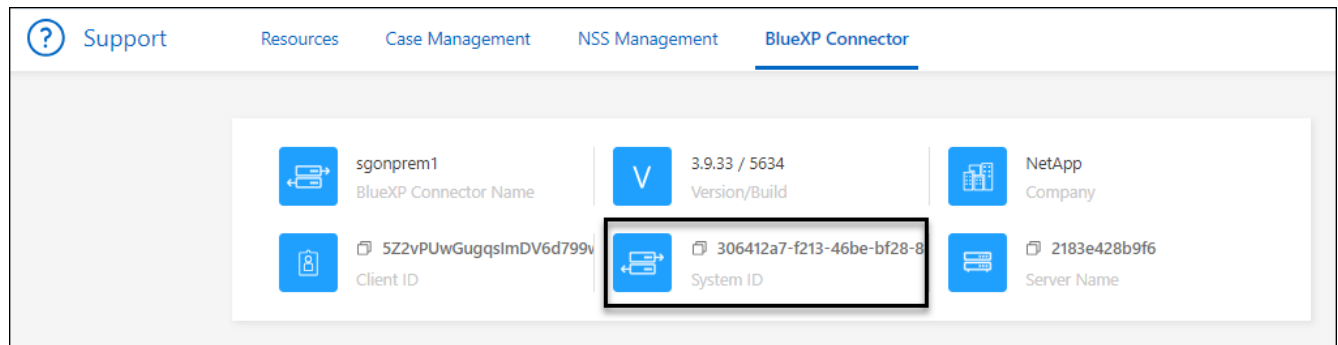 ? Support Resources Case Management NSS Management BlueXP Connector
sgonprem1
BlueXP Connector Name
V
3.9.33 / 5634
Version/Build
NetApp
Company
5Z2vPUwGugqsImDV6d799
Client ID
306412a7-f213-46be-bf28-8
System ID
2183e428b9f6
Server Name